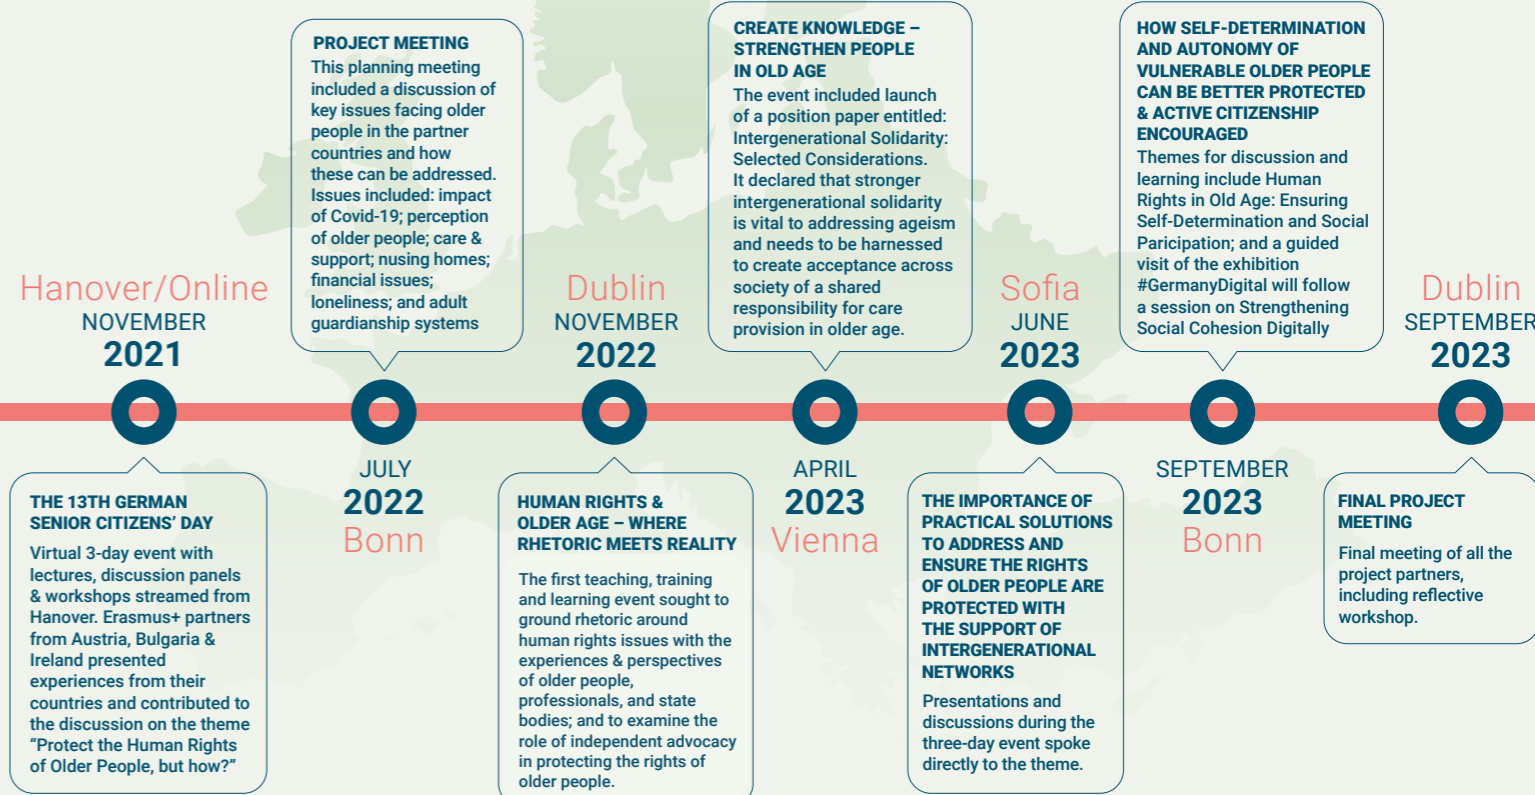 Hanover/Online
NOVEMBER
2021
THE 13TH GERMAN
SENIOR CITIZENS' DAY
Virtual 3-day event with
lectures, discussion panels
& workshops streamed from
Hanover. Erasmus+ partners
from Austria, Bulgaria &
Ireland presented
experiences from their
countries and contributed to
the discussion on the theme
“Protect the Human Rights
of Older People, but how?”
PROJECT MEETING
This planning meeting
included a discussion of
key issues facing older
people in the partner
countries and how
these can be addressed.
Issues included: impact
of Covid-19; perception
of older people; care &
support; nusing homes;
financial issues;
loneliness; and adult
guardianship systems
JULY
2022
Bonn
Dublin
NOVEMBER
2022
HUMAN RIGHTS &
OLDER AGE – WHERE
RHETORIC MEETS REALITY
The first teaching, training
and learning event sought to
ground rhetoric around
human rights issues with the
experiences & perspectives
of older people,
professionals, and state
bodies; and to examine the
role of independent advocacy
in protecting the rights of
older people.
CREATE KNOWLEDGE –
STRENGTHEN PEOPLE
IN OLD AGE
The event included launch
of a position paper entitled:
Intergenerational Solidarity:
Selected Considerations.
It declared that stronger
intergenerational solidarity
is vital to addressing ageism
and needs to be harnessed
to create acceptance across
society of a shared
responsibility for care
provision in older age.
APRIL
2023
Vienna
Sofia
JUNE
2023
THE IMPORTANCE OF
PRACTICAL SOLUTIONS
TO ADDRESS AND
ENSURE THE RIGHTS
OF OLDER PEOPLE ARE
PROTECTED WITH
THE SUPPORT OF
INTERGENERATIONAL
NETWORKS
Presentations and
discussions during the
three-day event spoke
directly to the theme.
HOW SELF-DETERMINATION
AND AUTONOMY OF
VULNERABLE OLDER PEOPLE
CAN BE BETTER PROTECTED
& ACTIVE CITIZENSHIP
ENCOURAGED
Themes for discussion and
learning include Human
Rights in Old Age: Ensuring
Self-Determination and Social
Paricipation; and a guided
visit of the exhibition
#GermanyDigital will follow
a session on Strengthening
Social Cohesion Digitally
SEPTEMBER
2023
Bonn
Dublin
SEPTEMBER
2023
FINAL PROJECT
MEETING
Final meeting of all the
project partners,
including reflective
workshop.